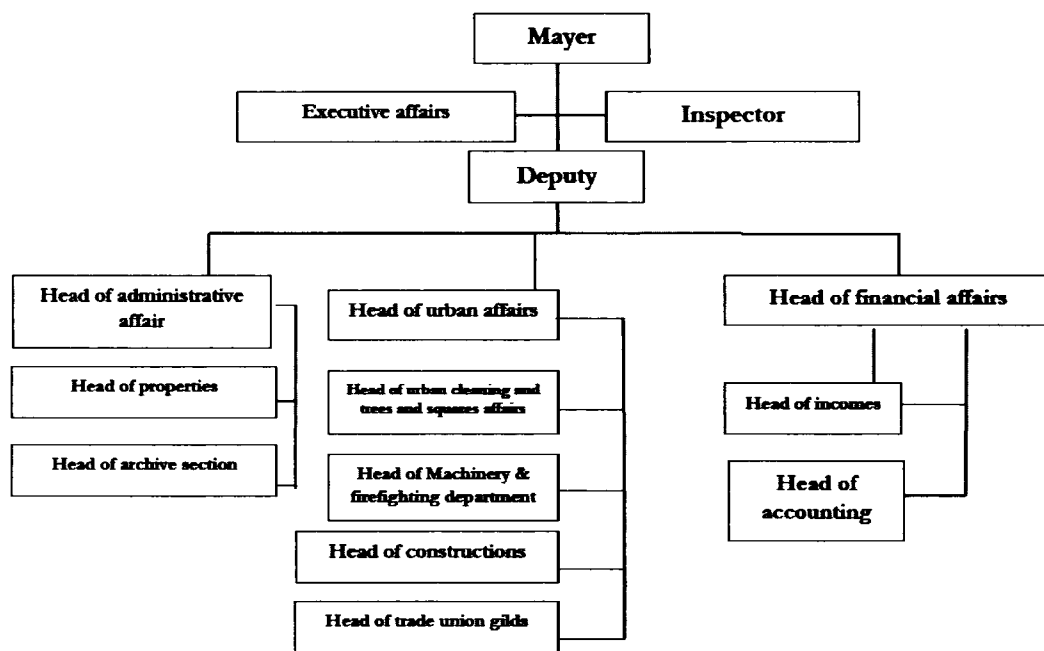 Mayer
Executive affairs
Inspector
Deputy
Head of administrative
affair
Head of properties
Head of archive section
Head of urban affairs
Head of urban cleaning and
trees and squares affairs
Head of Machinery &
firefighting department
Head of constructions
Head of trade union gilds
Head of financial affairs
Head of incomes
Head of
accounting